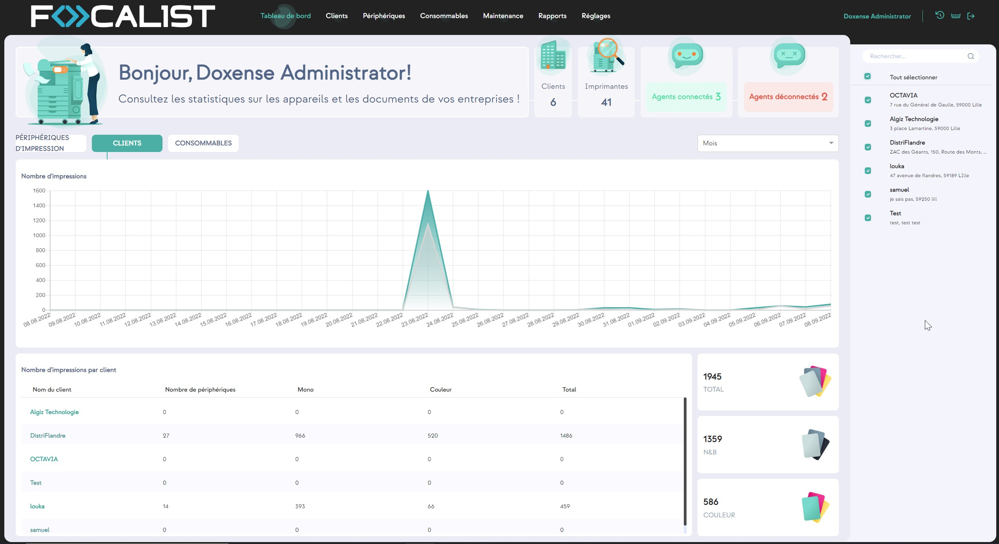 FOCALIST
Tableau de bord Clients Périphériques Consommables Maintenance Rapports Réglages
Doxense Administrator
Bonjour, Doxense Administrator!
Consultez les statistiques sur les appareils et les documents de vos entreprises !
Clients
6
Imprimantes
41
Agents connectés 3
Agents déconnectés 2
PÉRIPHÉRIQUES
D'IMPRESSION
CLIENTS
CONSOMMABLES
Mois
Nombre d'impressions
1600
1400
1200
1000
800
600
400
200
0
08.08.2022 09.08.2022 10.08.2022 11.08.2022 12.08.2022 13.08.2022 14.08.2022 15.08.2022 16.08.2022 17.08.2022 18.08.2022 19.08.2022 20.08.2022 21.08.2022 22.08.2022 23.08.2022 24.08.2022 25.08.2022 26.08.2022 27.08.2022 28.08.2022 29.08.2022 30.08.2022 31.08.2022 01.09.2022 02.09.2022 03.09.2022 04.09.2022 05.09.2022 06.09.2022 07.09.2022 08.09.2022
Nombre d'impressions par client
Nom du client Nombre de périphériques Mono Couleur Total
Algiz Technologie 0 0 0 0
DistriFlandre 27 966 520 1486
OCTAVIA 0 0 0 0
Test 0 0 0 0
louka 14 393 66 459
samuel 0 0 0 0
1945
TOTAL
1359
N&B
586
COULEUR
Rechercher...
Tout sélectionner
OCTAVIA
7 rue du Général de Gaulle, 59000 Lille
Algiz Technologie
3 place Lamartine, 59000 Lille
DistriFlandre
ZAC des Géants, 150, Route des Monts, ...
louka
47 avenue de flandres, 59189 LIlle
samuel
je sais pas, 59250 lill
Test
test, test test